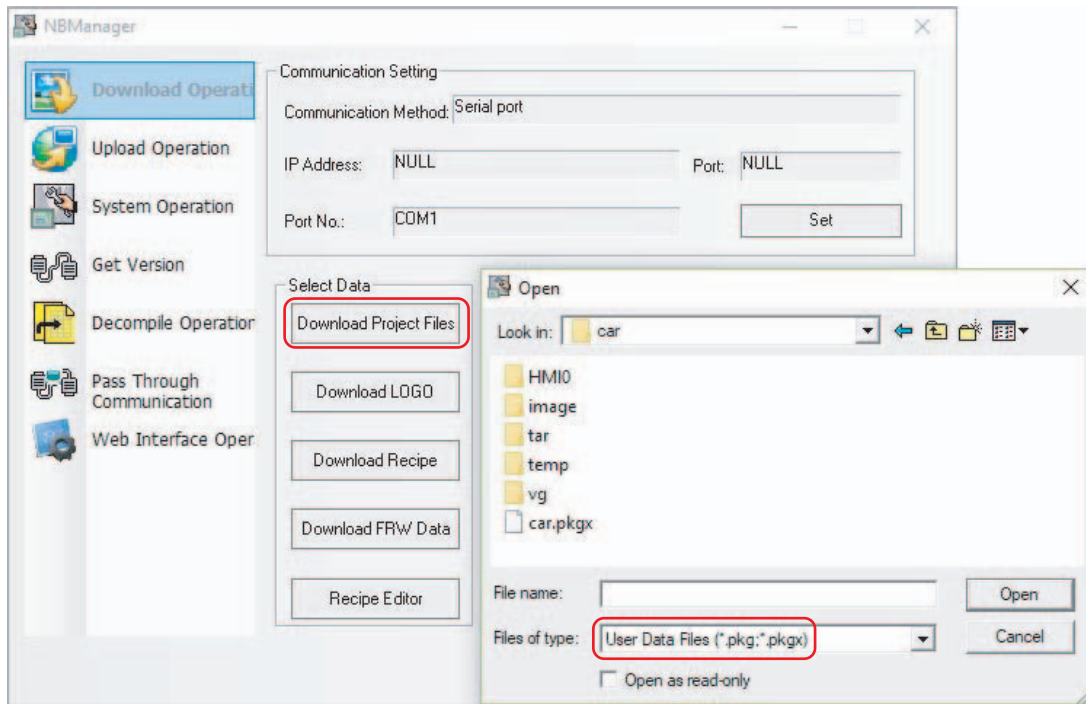 NBManager
Download Operati
Upload Operation
System Operation
Get Version
Decompile Operation
Pass Through
Communication
Web Interface Oper
Communication Setting
Communication Method: Serial port
IP Address: NULL Port: NULL
Port No.: COM1 Set
Select Data
Download Project Files
Download LOGO
Download Recipe
Download FRW Data
Recipe Editor
Open
Look in: car
HMI0
image
tar
temp
vg
car.pkgx
File name: Open
Files of type: User Data Files (*.pkg;*.pkgx) Cancel
Open as read-only